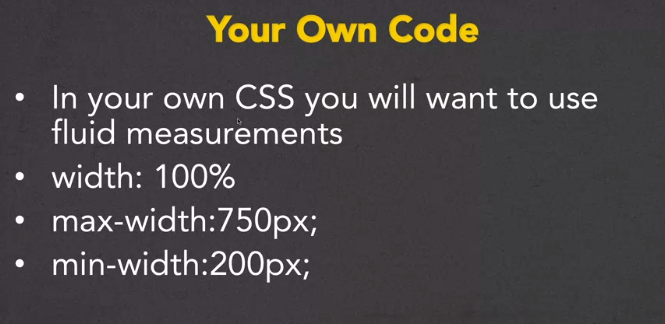 Your Own Code
• In your own CSS you will want to use
fluid measurements
• width: 100%
• max-width:750px;
• min-width:200px;